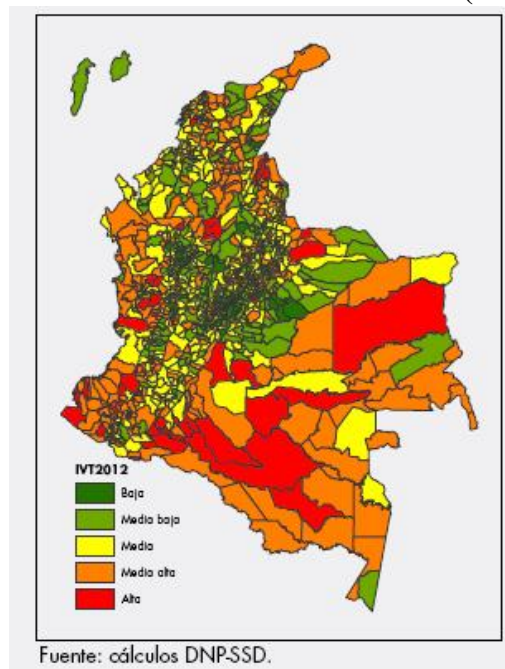 IVT2012
Baja
Media baja
Media
Media alta
Alta
Fuente: cálculos DNP-SSD.